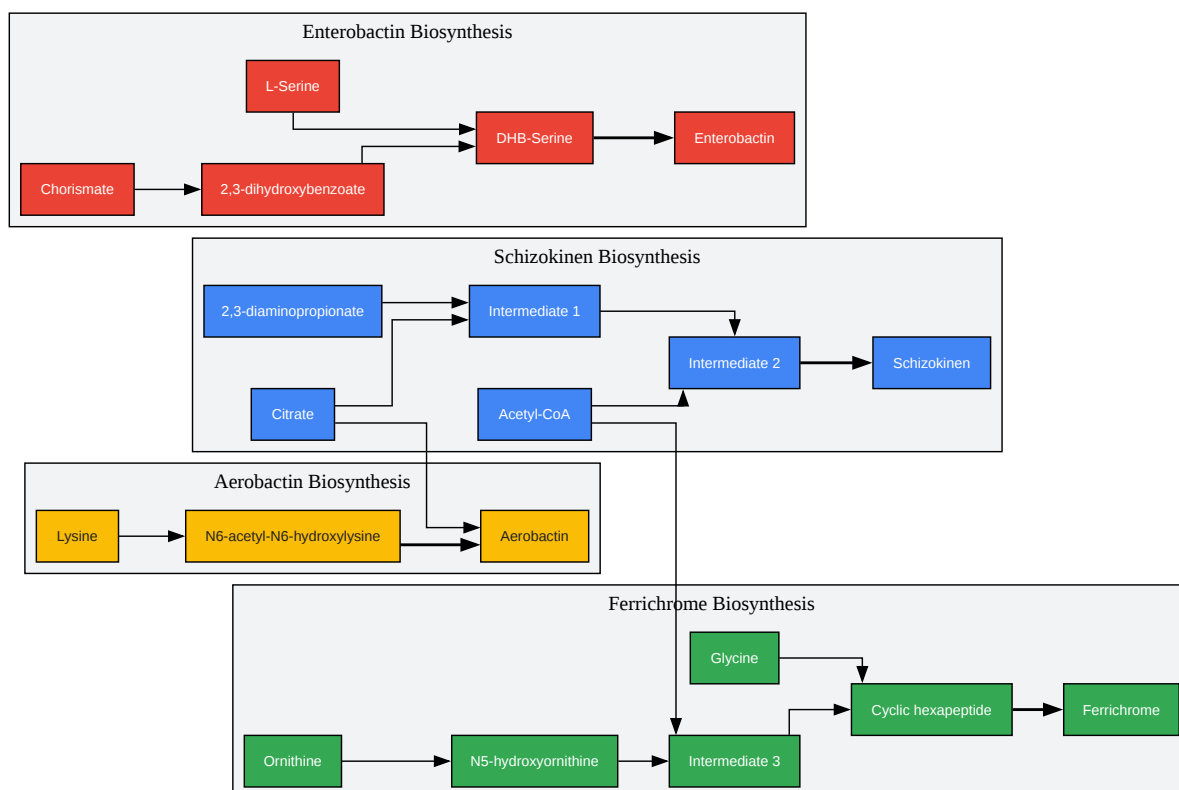 Enterobactin Biosynthesis
L-Serine
DHB-Serine
Enterobactin
Chorismate
2,3-dihydroxybenzoate
Schizokinen Biosynthesis
2,3-diaminopropionate
Intermediate 1
Intermediate 2
Schizokinen
Citrate
Acetyl-CoA
Aerobactin Biosynthesis
Lysine
N6-acetyl-N6-hydroxylysine
Aerobactin
Ferrichrome Biosynthesis
Glycine
Cyclic hexapeptide
Ferrichrome
Ornithine
N5-hydroxyornithine
Intermediate 3